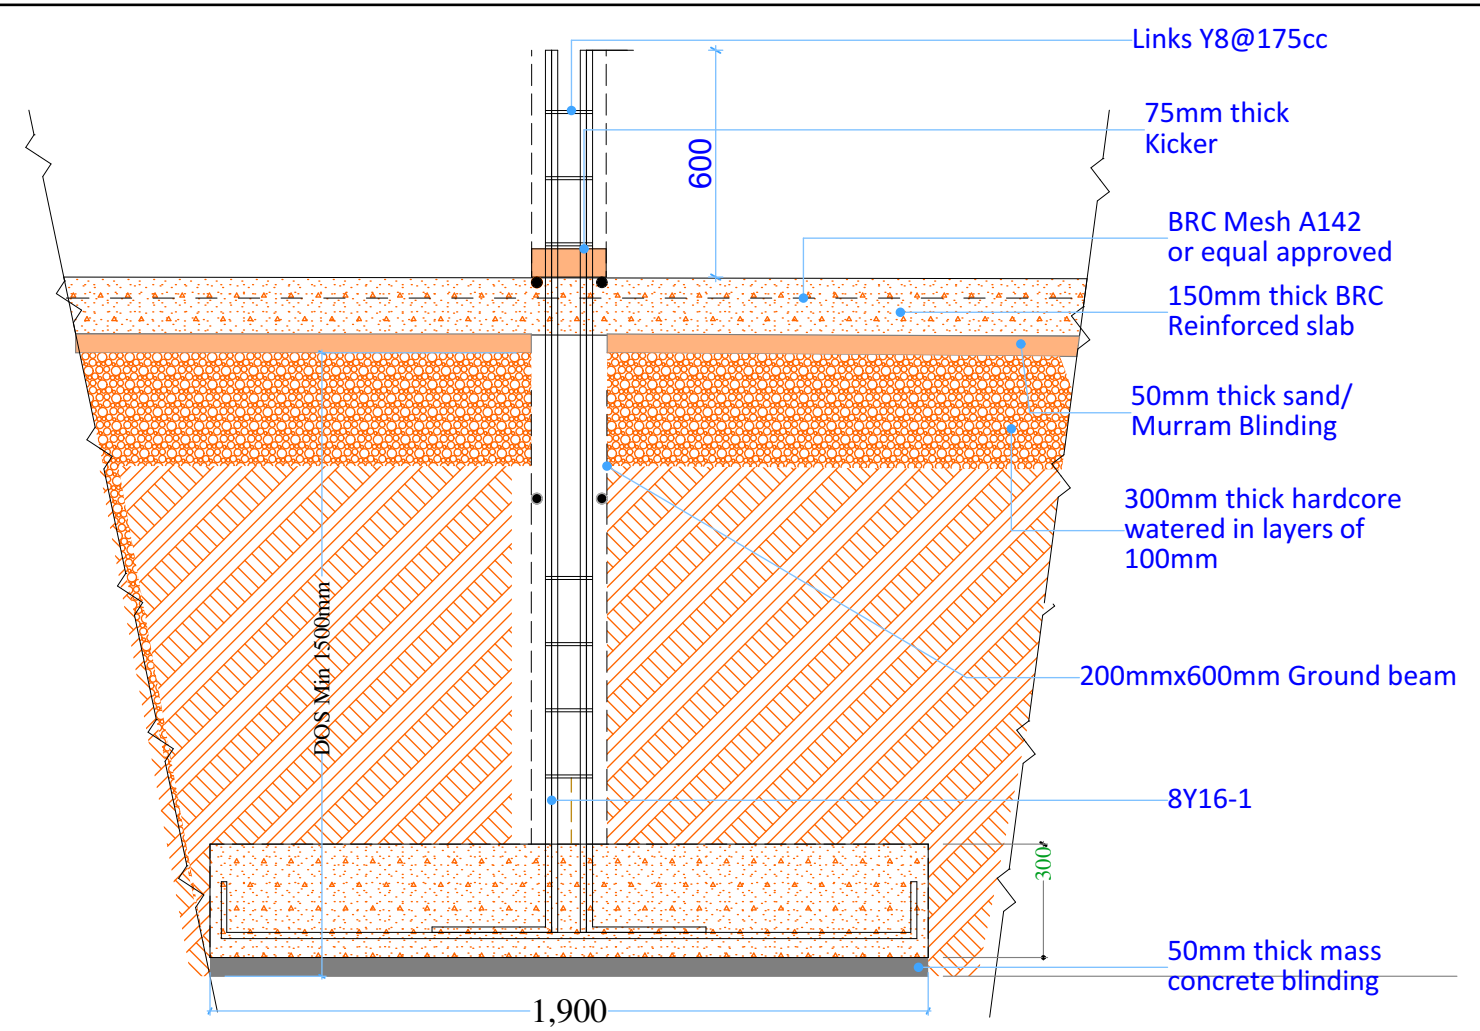 Links Y8@175cc
75mm thick
Kicker
600
BRC Mesh A142
or equal approved
150mm thick BRC
Reinforced slab
50mm thick sand/
Murram Blinding
300mm thick hardcore
watered in layers of
100mm
DOS Min 1500mm
200mmx600mm Ground beam
8Y16-1
300
50mm thick mass
concrete blinding
1,900